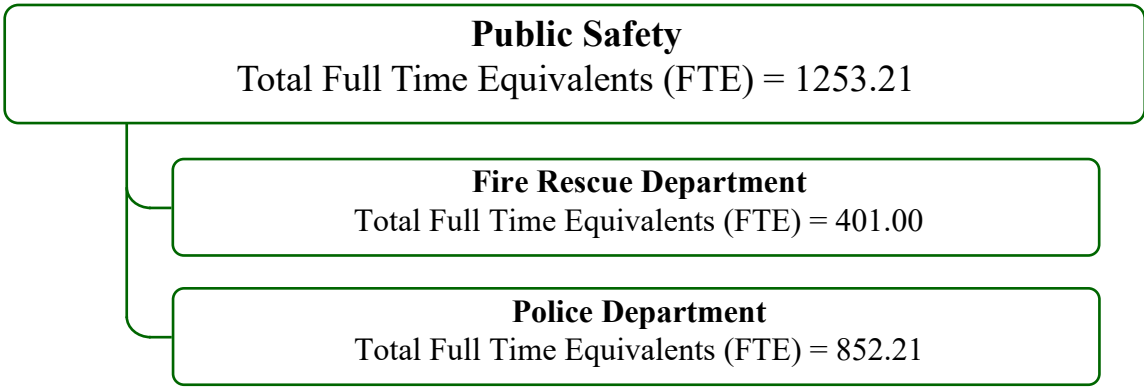 Public Safety
Total Full Time Equivalents (FTE) = 1253.21
Fire Rescue Department
Total Full Time Equivalents (FTE) = 401.00
Police Department
Total Full Time Equivalents (FTE) = 852.21